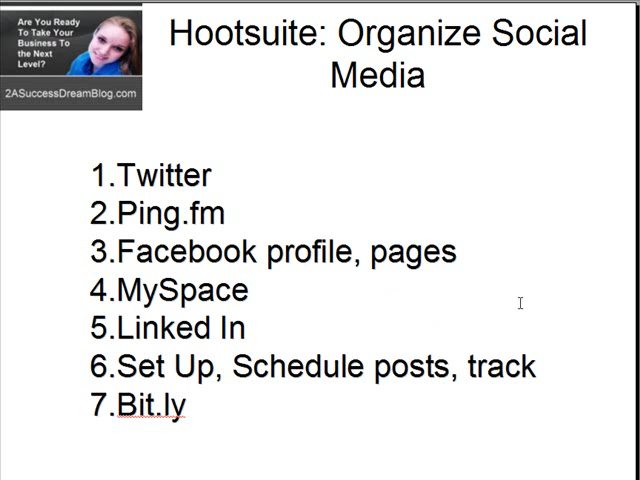 Are You Ready
To Take Your
Business To
the Next
Level?
2ASuccessDreamBlog.com
Hootsuite: Organize Social
Media
1.Twitter
2.Ping.fm
3.Facebook profile, pages
4.MySpace
5.Linked In
6.Set Up, Schedule posts, track
7.Bit.ly